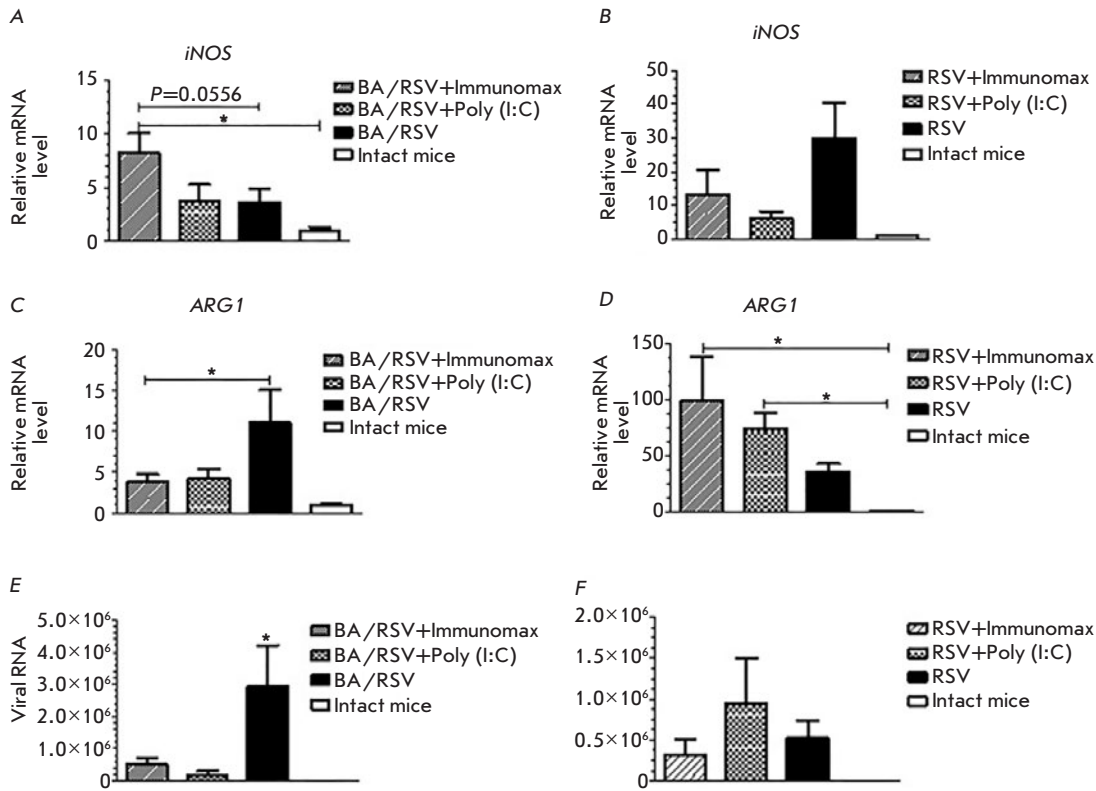 A
iNOS
Relative mRNA
level
15
10
5
0
P=0.0556
*
BA/RSV+Immunomax
BA/RSV+Poly (I:C)
BA/RSV
Intact mice
B
iNOS
Relative mRNA
level
50
40
30
20
10
0
RSV+Immunomax
RSV+Poly (I:C)
RSV
Intact mice
C
ARG1
Relative mRNA
level
20
15
10
5
0
*
BA/RSV+Immunomax
BA/RSV+Poly (I:C)
BA/RSV
Intact mice
D
ARG1
Relative mRNA
level
150
100
50
0
*
*
RSV+Immunomax
RSV+Poly (I:C)
RSV
Intact mice
E
Viral RNA
5.0×10⁶
4.0×10⁶
3.0×10⁶
2.0×10⁶
1.0×10⁶
0
*
BA/RSV+Immunomax
BA/RSV+Poly (I:C)
BA/RSV
Intact mice
F
2.0×10⁶
1.5×10⁶
1.0×10⁶
0.5×10⁶
0
RSV+Immunomax
RSV+Poly (I:C)
RSV
Intact mice